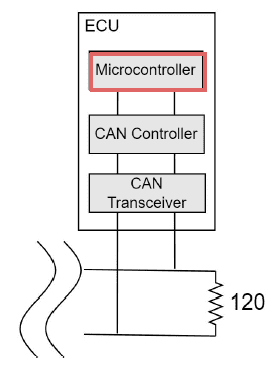 ECU
Microcontroller
CAN Controller
CAN
Transceiver
120